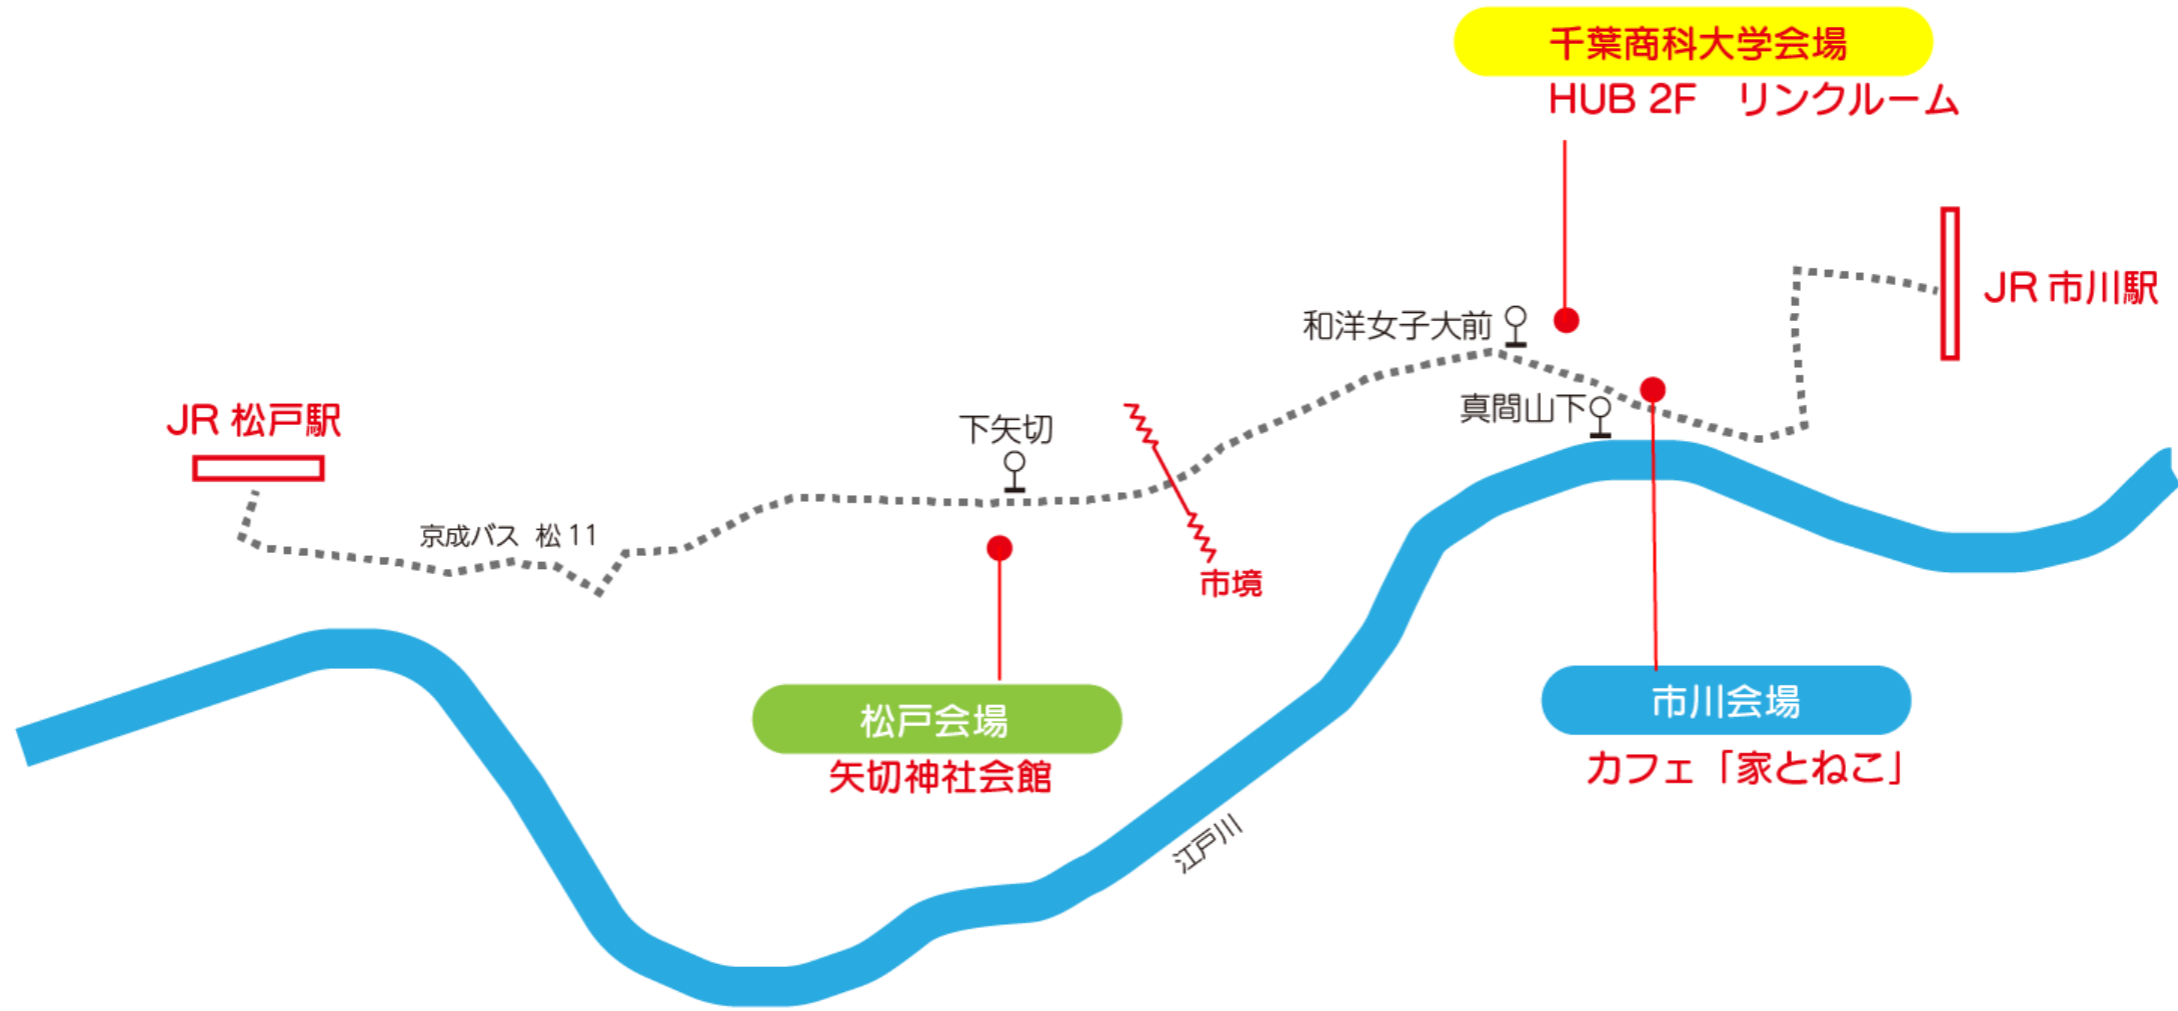 千葉商科大学会場
HUB 2F　リンクルーム
JR 市川駅
和洋女子大前
真間山下
JR 松戸駅
下矢切
京成バス 松 11
市境
松戸会場
矢切神社会館
市川会場
カフェ「家とねこ」
江戸川